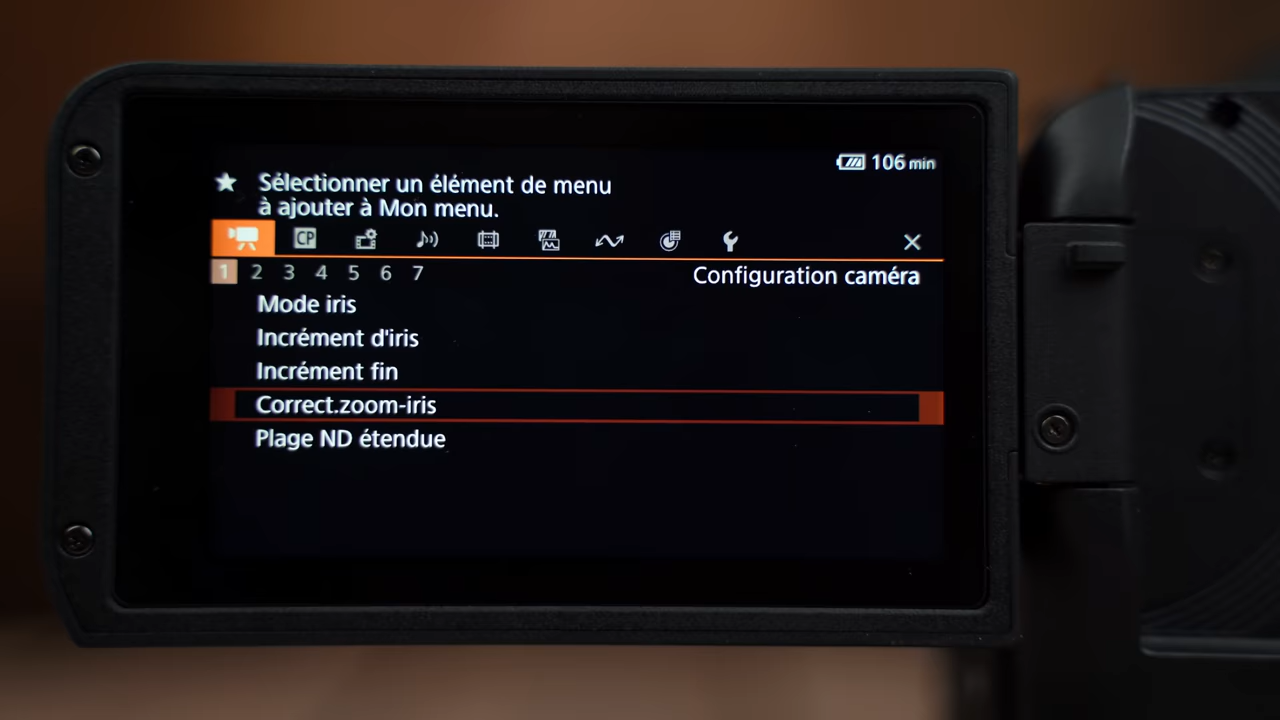 106 min
Sélectionner un élément de menu
à ajouter à Mon menu.
CP
1 2 3 4 5 6 7 Configuration caméra
Mode iris
Incrément d'iris
Incrément fin
Correct.zoom-iris
Plage ND étendue